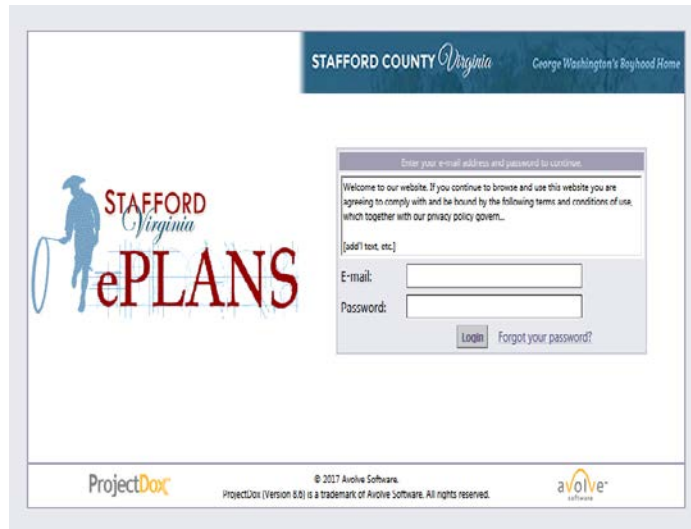 STAFFORD COUNTY Virginia
George Washington's Boyhood Home
STAFFORD
Virginia
ePLANS
Enter your e-mail address and password to continue.
Welcome to our website. If you continue to browse and use this website you are
agreeing to comply with and be bound by the following terms and conditions of use,
which together with our privacy policy govern...
[add'l text, etc.]
E-mail:
Password:
Login Forgot your password?
ProjectDox
© 2017 Avolve Software.
ProjectDox (Version 8.6) is a trademark of Avolve Software. All rights reserved.
avolve
software